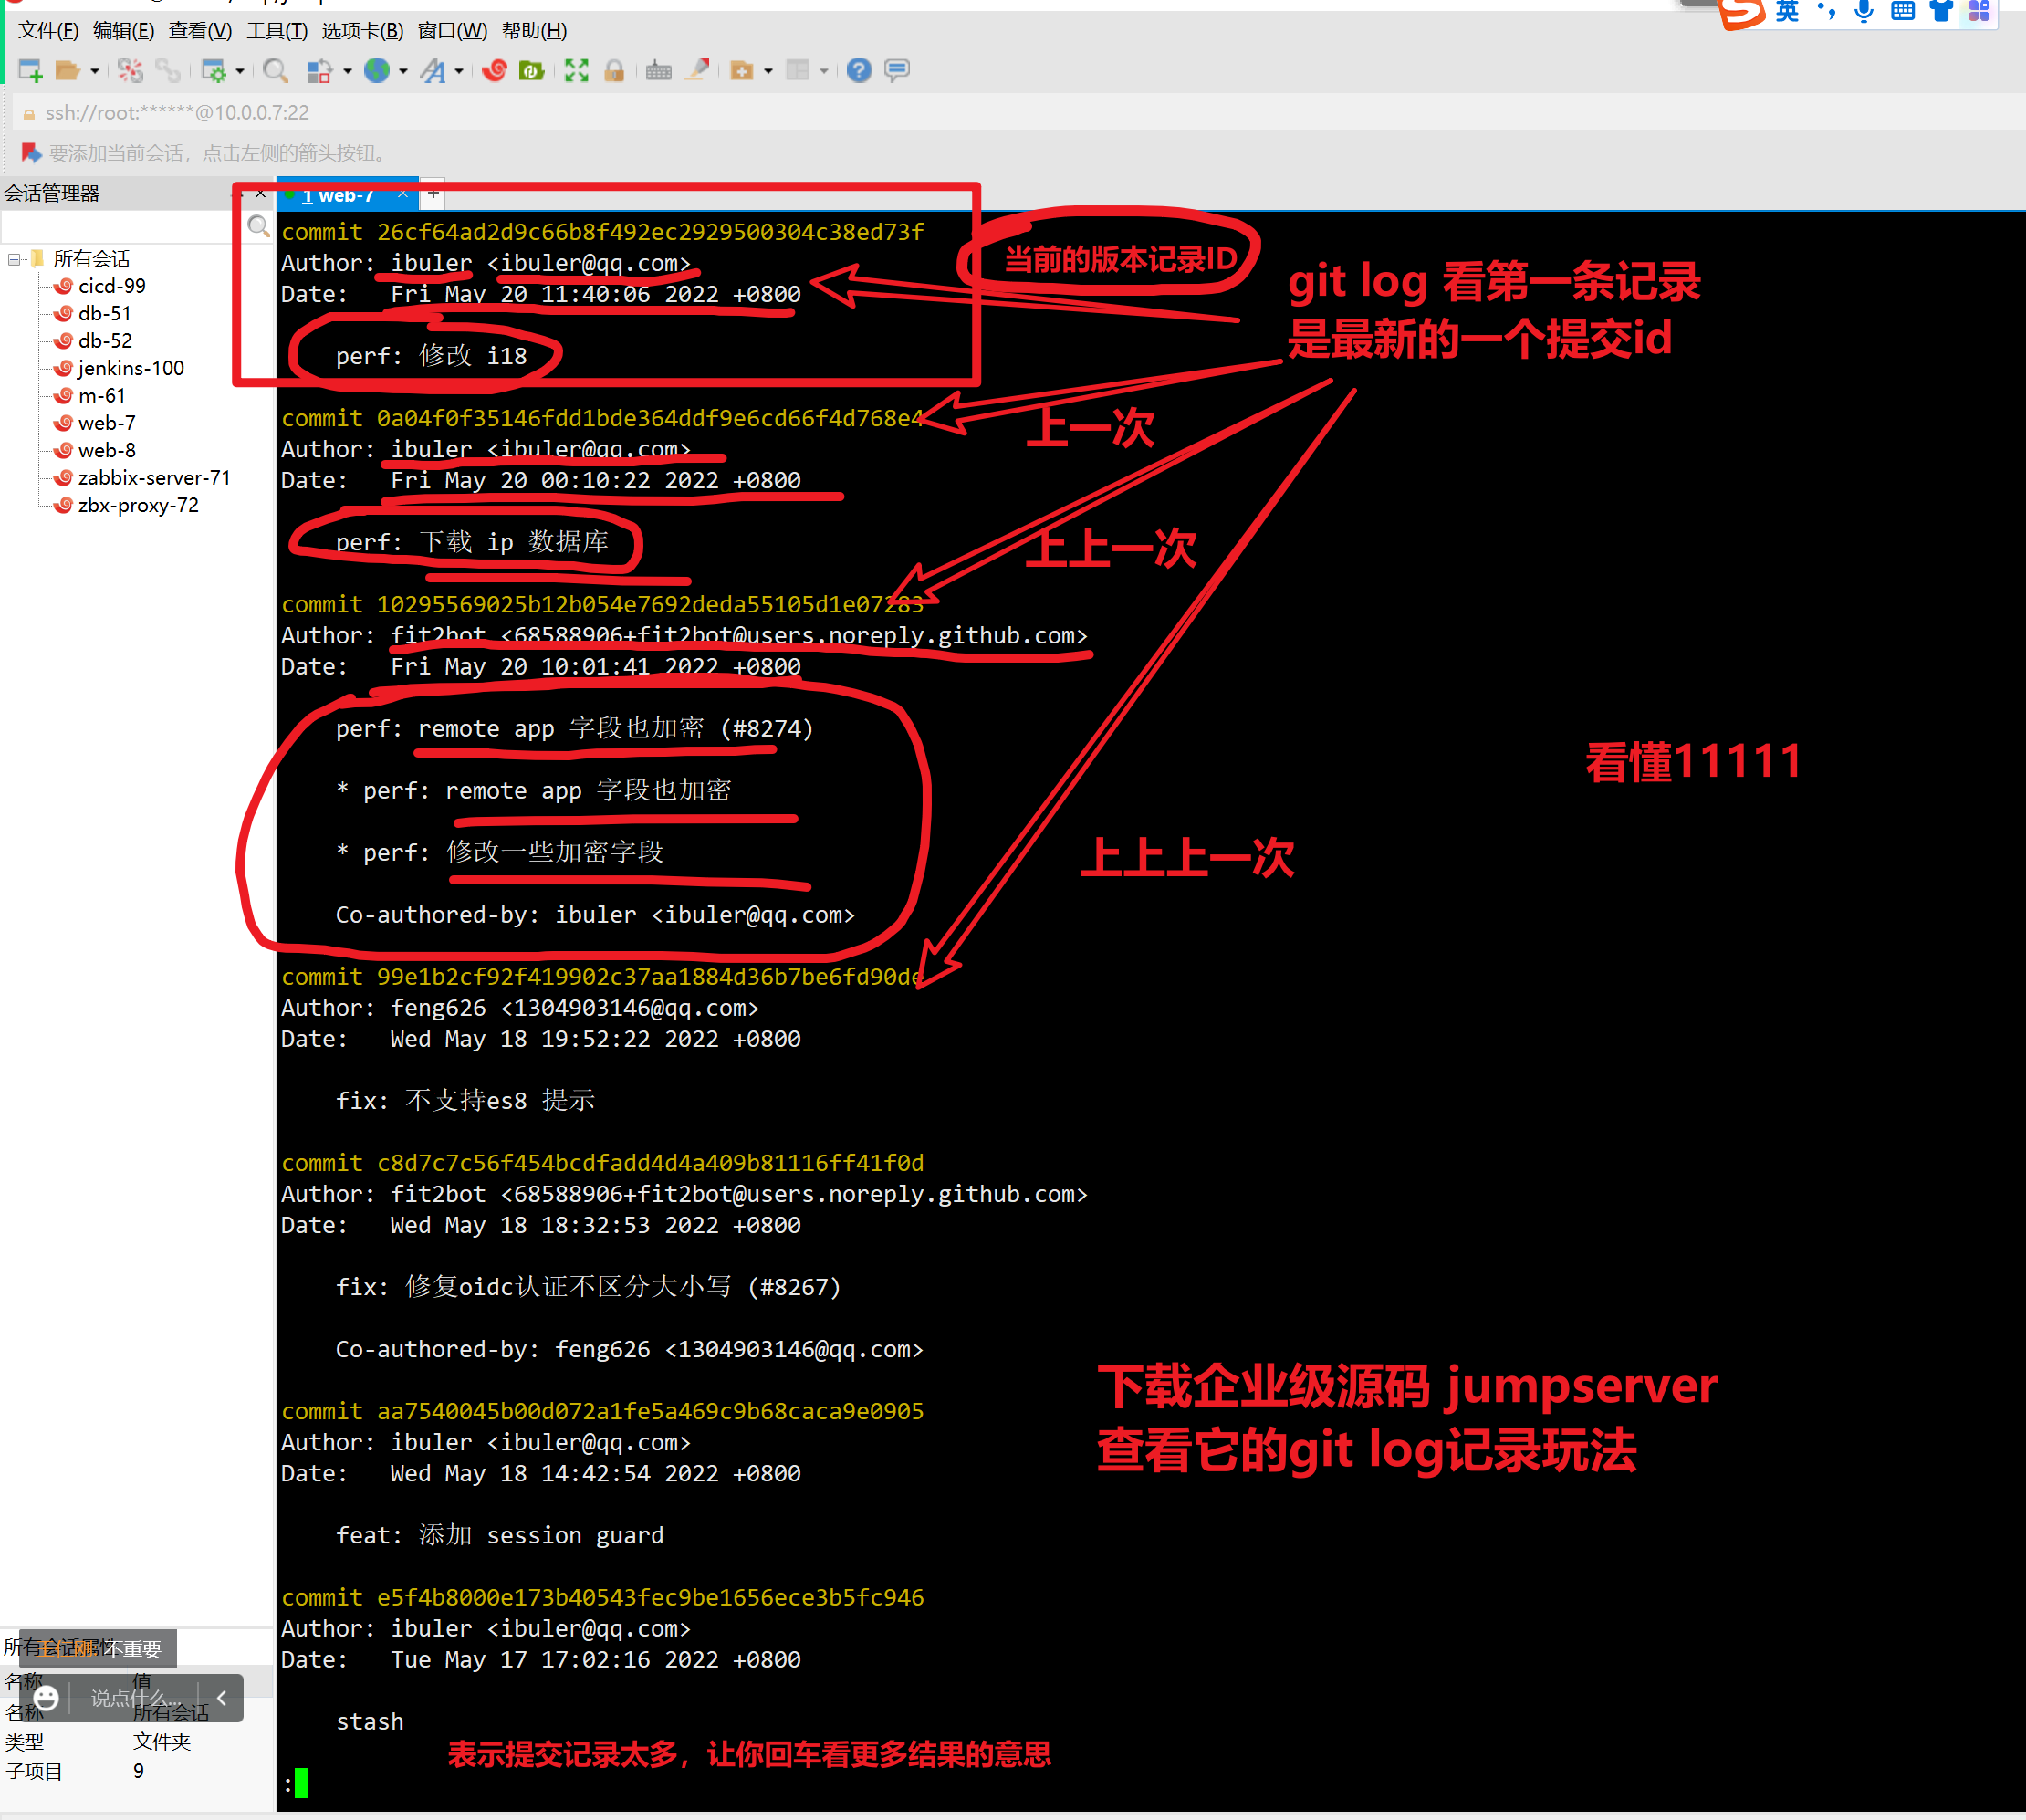 文件(F) 编辑(E) 查看(V) 工具(T) 选项卡(B) 窗口(W) 帮助(H)
英
ssh://root:******@10.0.0.7:22
要添加当前会话，点击左侧的箭头按钮。
会话管理器
1 web-7
所有会话
cicd-99
db-51
db-52
jenkins-100
m-61
web-7
web-8
zabbix-server-71
zbx-proxy-72
commit 26cf64ad2d9c66b8f492ec2929500304c38ed73f
Author: ibuler <ibuler@qq.com>
Date:   Fri May 20 11:40:06 2022 +0800
perf: 修改 i18
当前的版本记录ID
git log 看第一条记录
是最新的一个提交id
commit 0a04f0f35146fdd1bde364ddf9e6cd66f4d768e4
Author: ibuler <ibuler@qq.com>
Date:   Fri May 20 00:10:22 2022 +0800
上一次
perf: 下载 ip 数据库
上上一次
commit 10295569025b12b054e7692deda55105d1e07283
Author: fit2bot <68588906+fit2bot@users.noreply.github.com>
Date:   Fri May 20 10:01:41 2022 +0800
perf: remote app 字段也加密 (#8274)
* perf: remote app 字段也加密
* perf: 修改一些加密字段
Co-authored-by: ibuler <ibuler@qq.com>
看懂11111
上上上一次
commit 99e1b2cf92f419902c37aa1884d36b7be6fd90de
Author: feng626 <1304903146@qq.com>
Date:   Wed May 18 19:52:22 2022 +0800
fix: 不支持es8 提示
commit c8d7c7c56f454bcdfadd4d4a409b81116ff41f0d
Author: fit2bot <68588906+fit2bot@users.noreply.github.com>
Date:   Wed May 18 18:32:53 2022 +0800
fix: 修复oidc认证不区分大小写 (#8267)
Co-authored-by: feng626 <1304903146@qq.com>
下载企业级源码 jumpserver
查看它的git log记录玩法
commit aa7540045b00d072a1fe5a469c9b68caca9e0905
Author: ibuler <ibuler@qq.com>
Date:   Wed May 18 14:42:54 2022 +0800
feat: 添加 session guard
commit e5f4b8000e173b40543fec9be1656ece3b5fc946
Author: ibuler <ibuler@qq.com>
Date:   Tue May 17 17:02:16 2022 +0800
stash
表示提交记录太多，让你回车看更多结果的意思
:
所有会话属性
不重要
名称 值
说点什么...
名称 所有会话
类型 文件夹
子项目 9